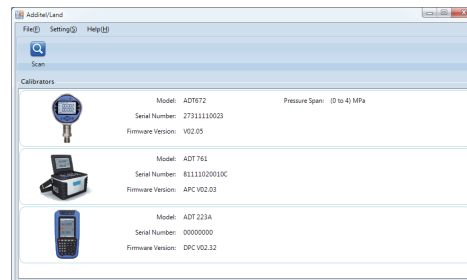 Additel/Land
File(F) Setting(S) Help(H)
Scan
Calibrators
Model: ADT672 Pressure Span: (0 to 4) MPa
Serial Number: 27311110023
Firmware Version: V02.05
Model: ADT 761
Serial Number: 81111020010C
Firmware Version: APC V02.03
Model: ADT 223A
Serial Number: 00000000
Firmware Version: DPC V02.32